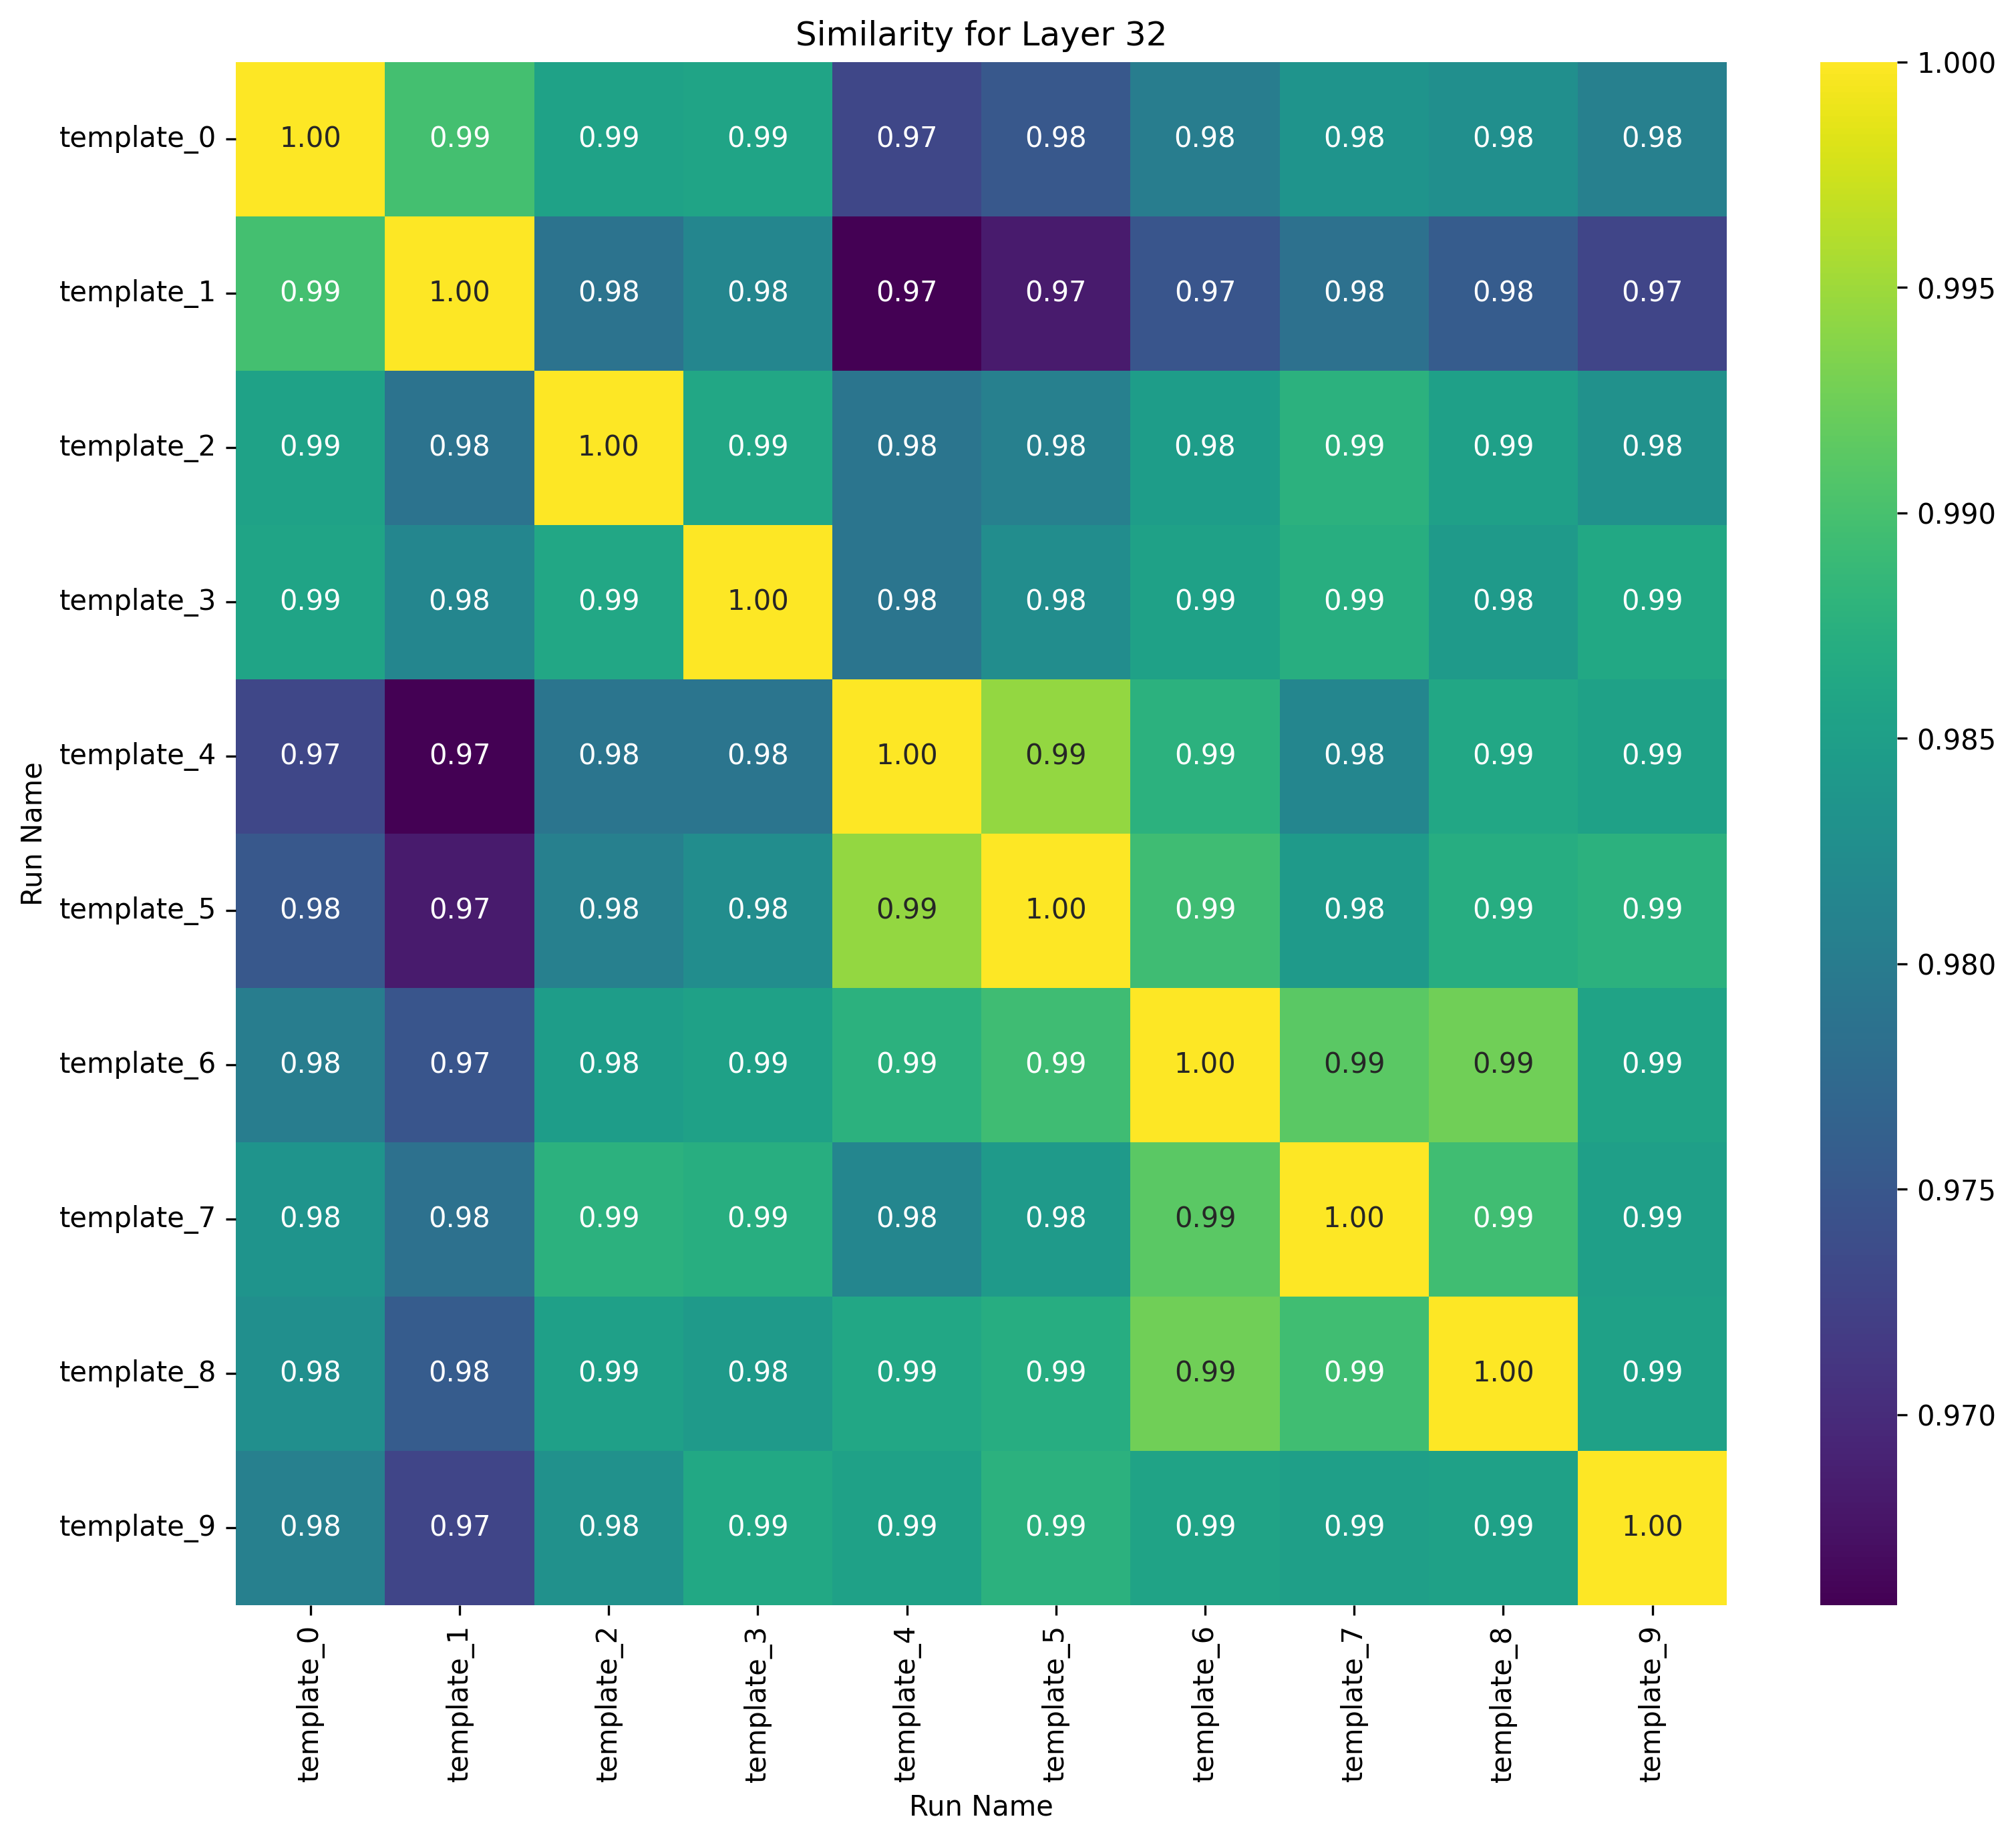 Similarity for Layer 32
template_0 1.00 0.99 0.99 0.99 0.97 0.98 0.98 0.98 0.98 0.98
template_1 0.99 1.00 0.98 0.98 0.97 0.97 0.97 0.98 0.98 0.97
template_2 0.99 0.98 1.00 0.99 0.98 0.98 0.98 0.99 0.99 0.98
template_3 0.99 0.98 0.99 1.00 0.98 0.98 0.99 0.99 0.98 0.99
template_4 0.97 0.97 0.98 0.98 1.00 0.99 0.99 0.98 0.99 0.99
template_5 0.98 0.97 0.98 0.98 0.99 1.00 0.99 0.98 0.99 0.99
template_6 0.98 0.97 0.98 0.99 0.99 0.99 1.00 0.99 0.99 0.99
template_7 0.98 0.98 0.99 0.99 0.98 0.98 0.99 1.00 0.99 0.99
template_8 0.98 0.98 0.99 0.98 0.99 0.99 0.99 0.99 1.00 0.99
template_9 0.98 0.97 0.98 0.99 0.99 0.99 0.99 0.99 0.99 1.00
Run Name
template_0 template_1 template_2 template_3 template_4 template_5 template_6 template_7 template_8 template_9
Run Name
1.000
0.995
0.990
0.985
0.980
0.975
0.970